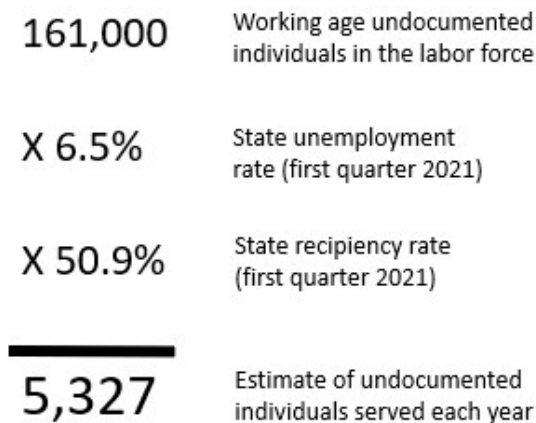 161,000 Working age undocumented
individuals in the labor force
X 6.5% State unemployment
rate (first quarter 2021)
X 50.9% State recipiency rate
(first quarter 2021)
5,327 Estimate of undocumented
individuals served each year